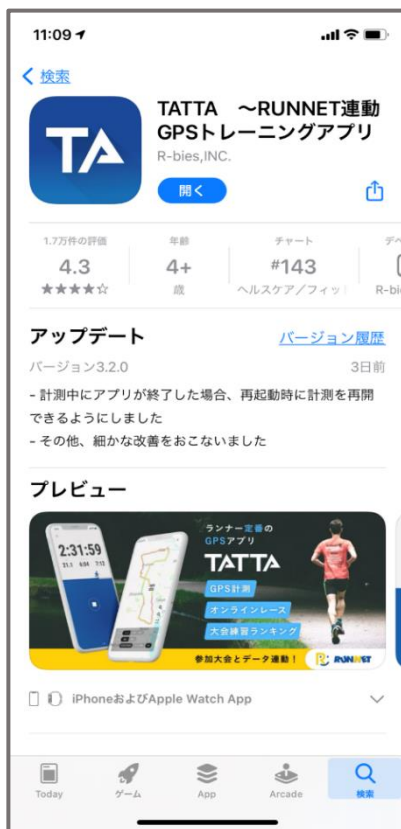 11:09
検索
TA
TATTA ～RUNNET連動
GPSトレーニングアプリ
R-bies,INC.
開く
1.7万件の評価
4.3
★★★★☆
年齢
4+
歳
チャート
#143
ヘルスケア／フィッ
デベ
R-bie
アップデート
バージョン履歴
バージョン3.2.0
3日前
- 計測中にアプリが終了した場合、再起動時に計測を再開
できるようにしました
- その他、細かな改善をおこないました
プレビュー
2:31:59
21.1 6:04 7:13
ランナー定番の
GPSアプリ
TATTA
GPS計測
オンラインレース
大会練習ランキング
参加大会とデータ連動！
RUNNET
iPhoneおよびApple Watch App
Today
ゲーム
App
Arcade
検索